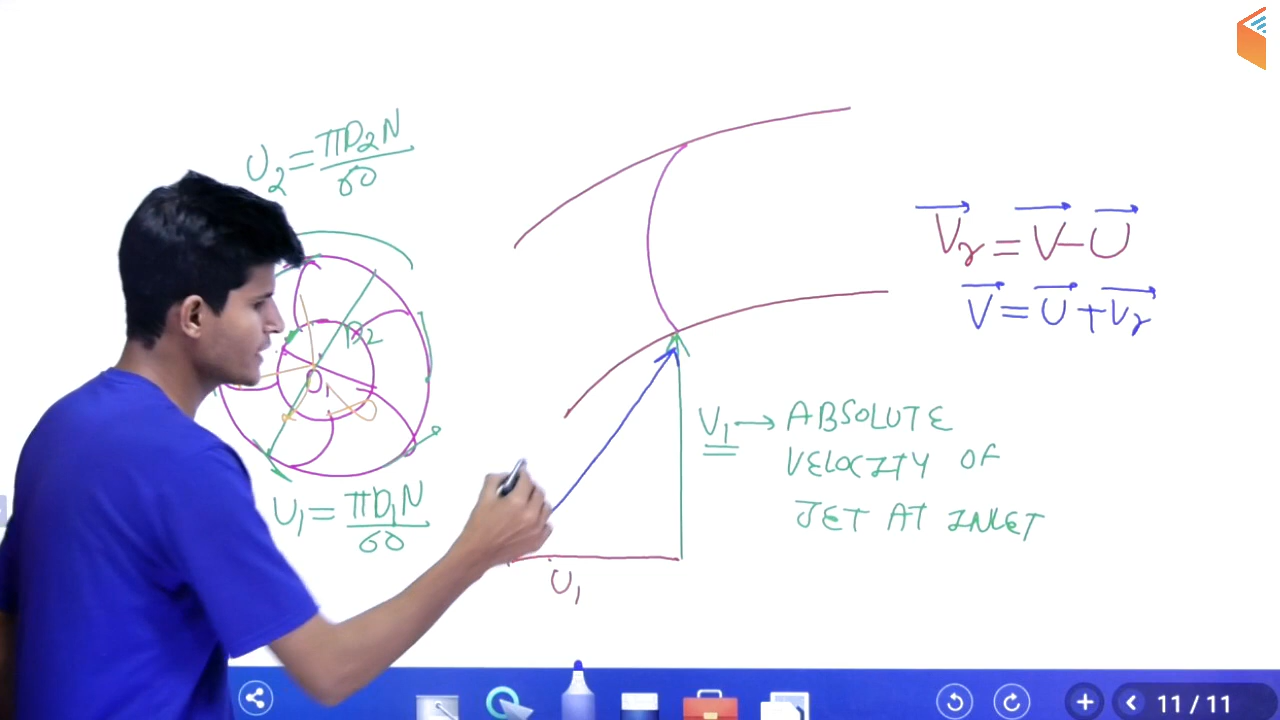 U₂ = πD₂N/60
D₂
D₁
U₁ = πD₁N/60
Vᵣ = V - U
V = U + Vᵣ
V₁ → ABSOLUTE
VELOCITY OF
JET AT INLET
U₁
11 / 11